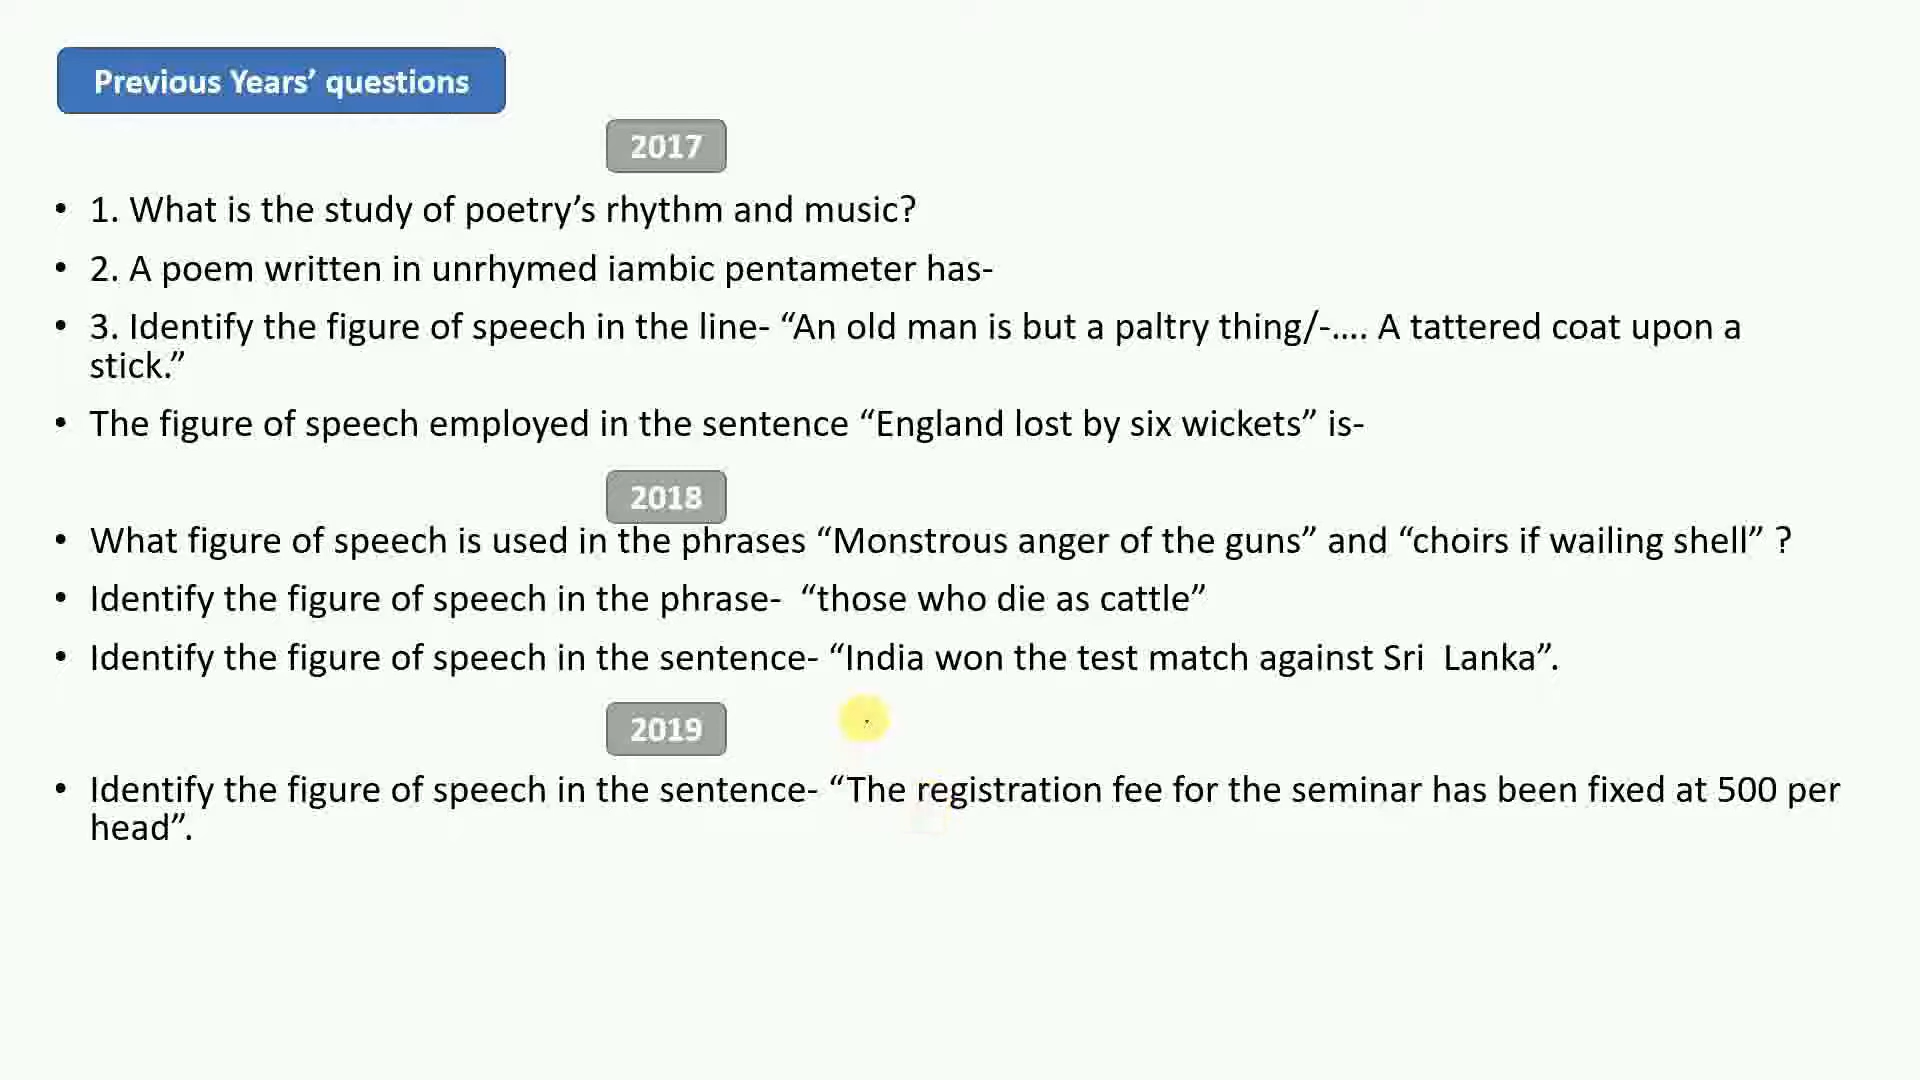 Previous Years’ questions
2017
• 1. What is the study of poetry’s rhythm and music?
• 2. A poem written in unrhymed iambic pentameter has-
• 3. Identify the figure of speech in the line- “An old man is but a paltry thing/-…. A tattered coat upon a
stick.”
• The figure of speech employed in the sentence “England lost by six wickets” is-
2018
• What figure of speech is used in the phrases “Monstrous anger of the guns” and “choirs if wailing shell” ?
• Identify the figure of speech in the phrase- “those who die as cattle”
• Identify the figure of speech in the sentence- “India won the test match against Sri Lanka”.
2019
• Identify the figure of speech in the sentence- “The registration fee for the seminar has been fixed at 500 per
head”.